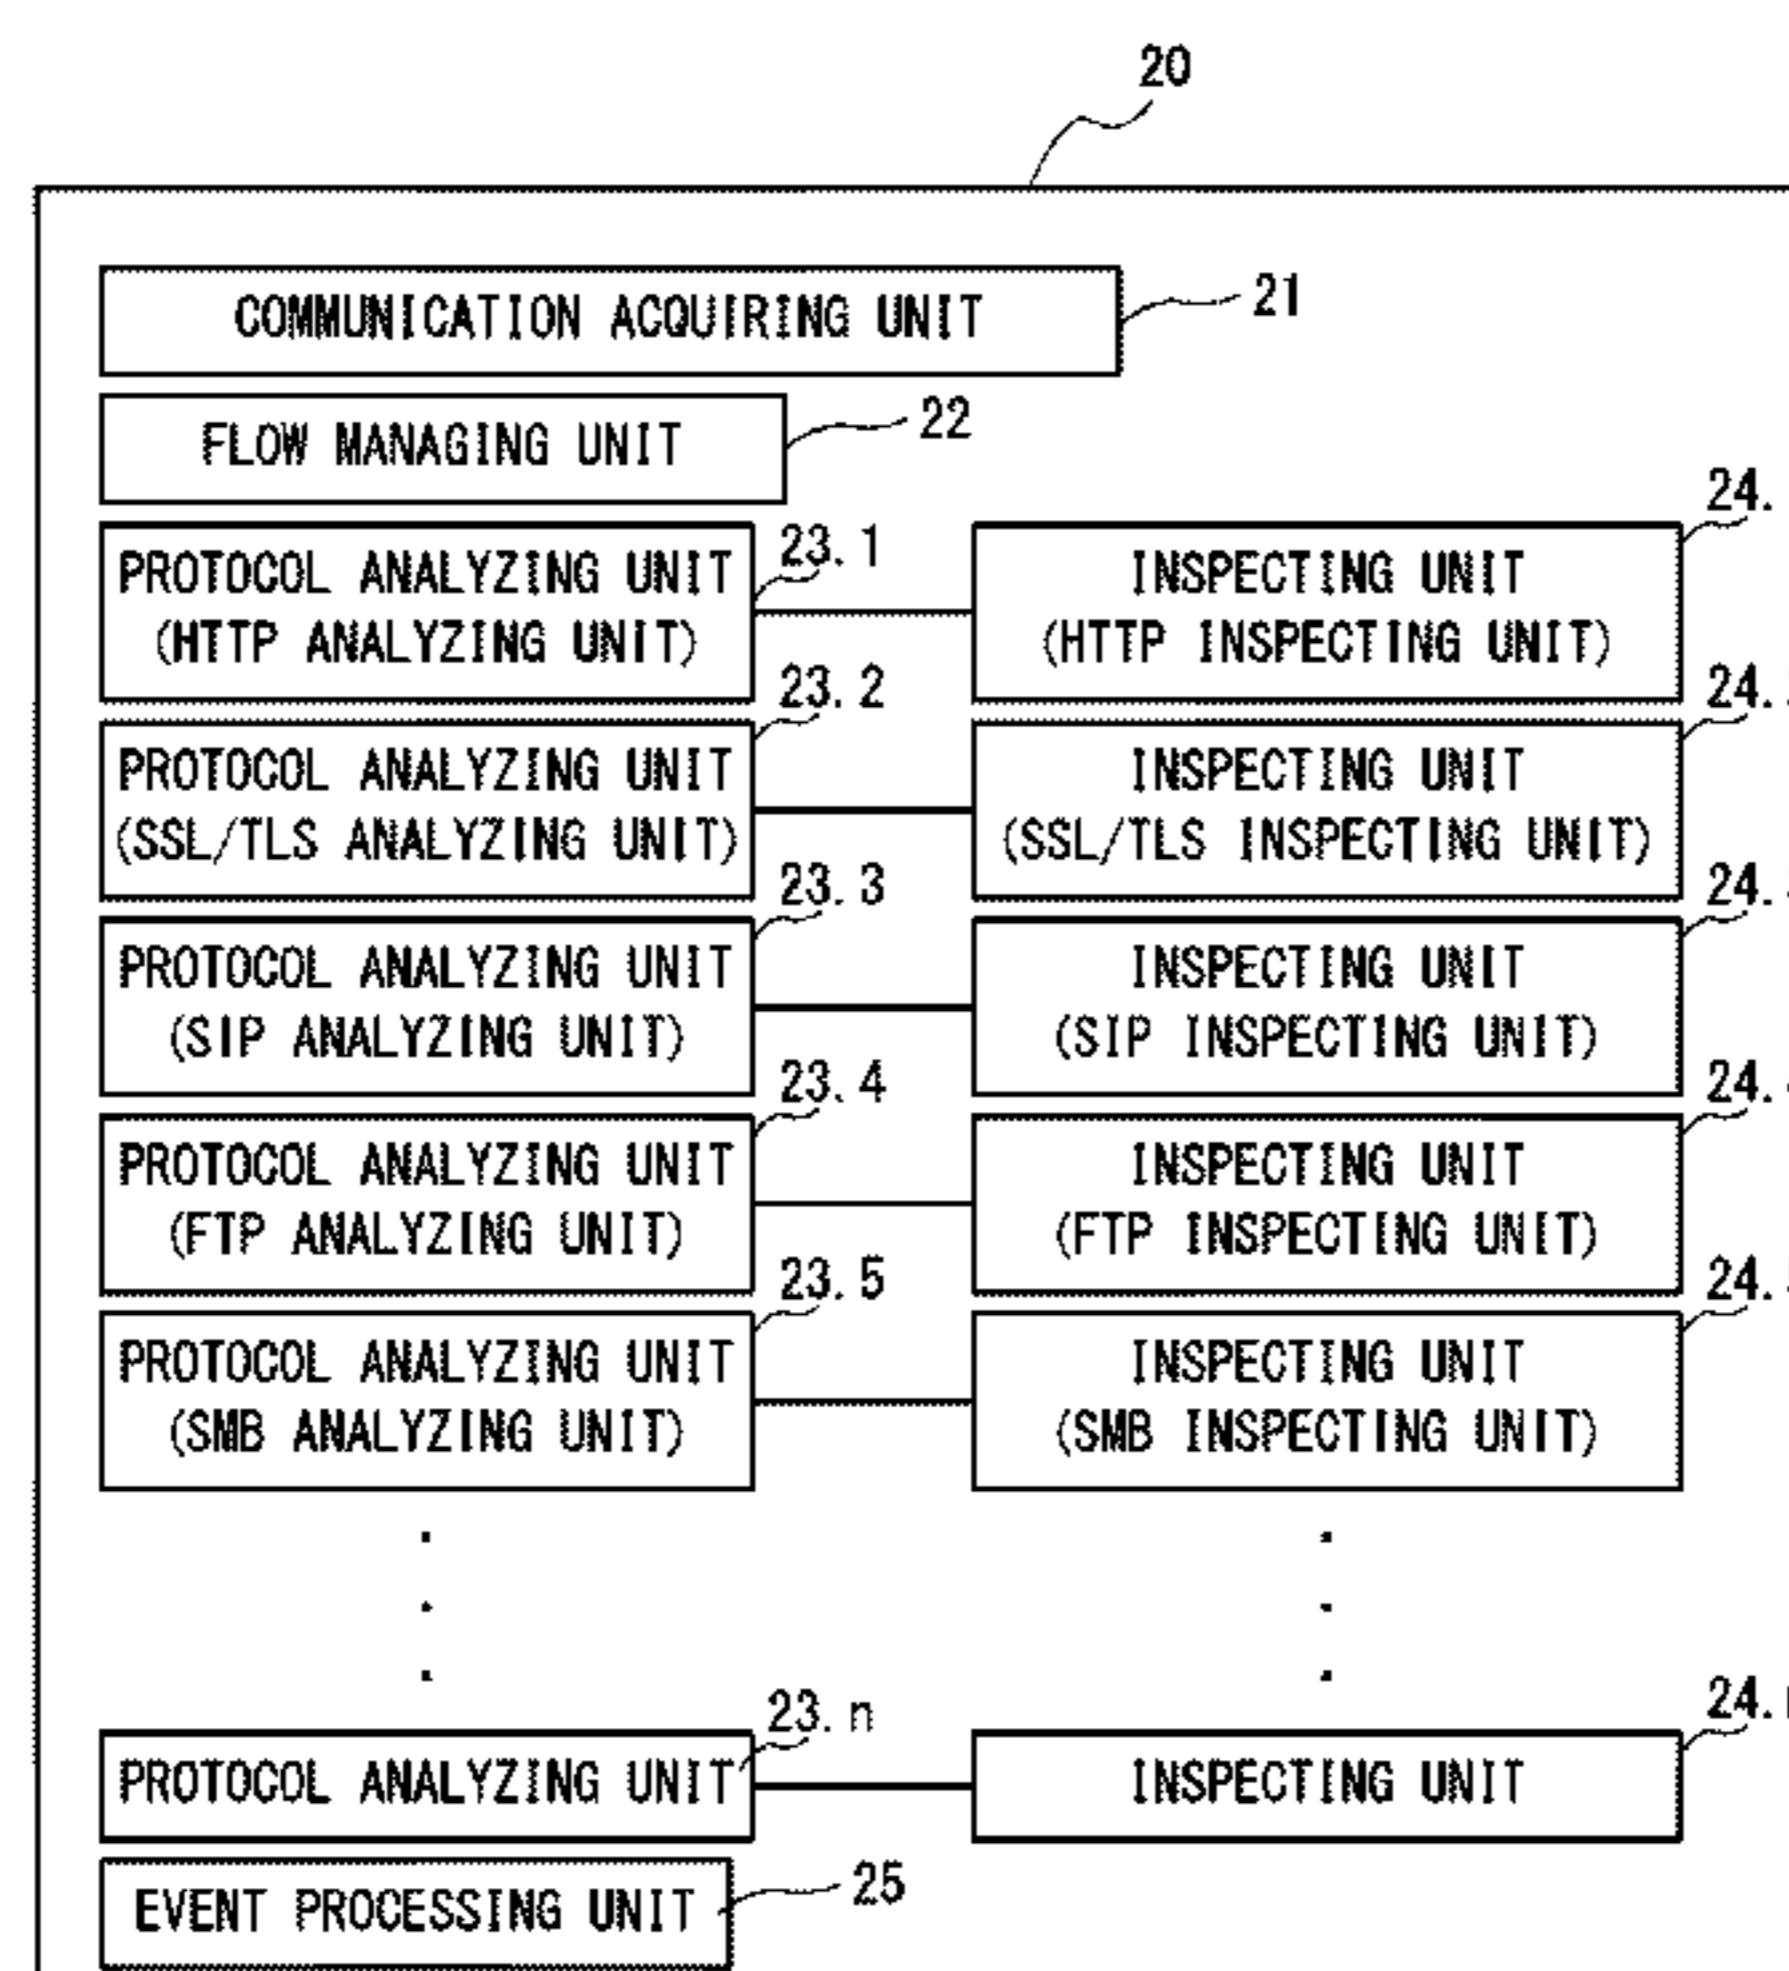 20
COMMUNICATION ACQUIRING UNIT
21
FLOW MANAGING UNIT
22
PROTOCOL ANALYZING UNIT
(HTTP ANALYZING UNIT)
23.1
INSPECTING UNIT
(HTTP INSPECTING UNIT)
24.
PROTOCOL ANALYZING UNIT
(SSL/TLS ANALYZING UNIT)
23.2
INSPECTING UNIT
(SSL/TLS INSPECTING UNIT)
24.
PROTOCOL ANALYZING UNIT
(SIP ANALYZING UNIT)
23.3
INSPECTING UNIT
(SIP INSPECTING UNIT)
24.
PROTOCOL ANALYZING UNIT
(FTP ANALYZING UNIT)
23.4
INSPECTING UNIT
(FTP INSPECTING UNIT)
24.
PROTOCOL ANALYZING UNIT
(SMB ANALYZING UNIT)
23.5
INSPECTING UNIT
(SMB INSPECTING UNIT)
24.
PROTOCOL ANALYZING UNIT
23.n
INSPECTING UNIT
24.
EVENT PROCESSING UNIT
25